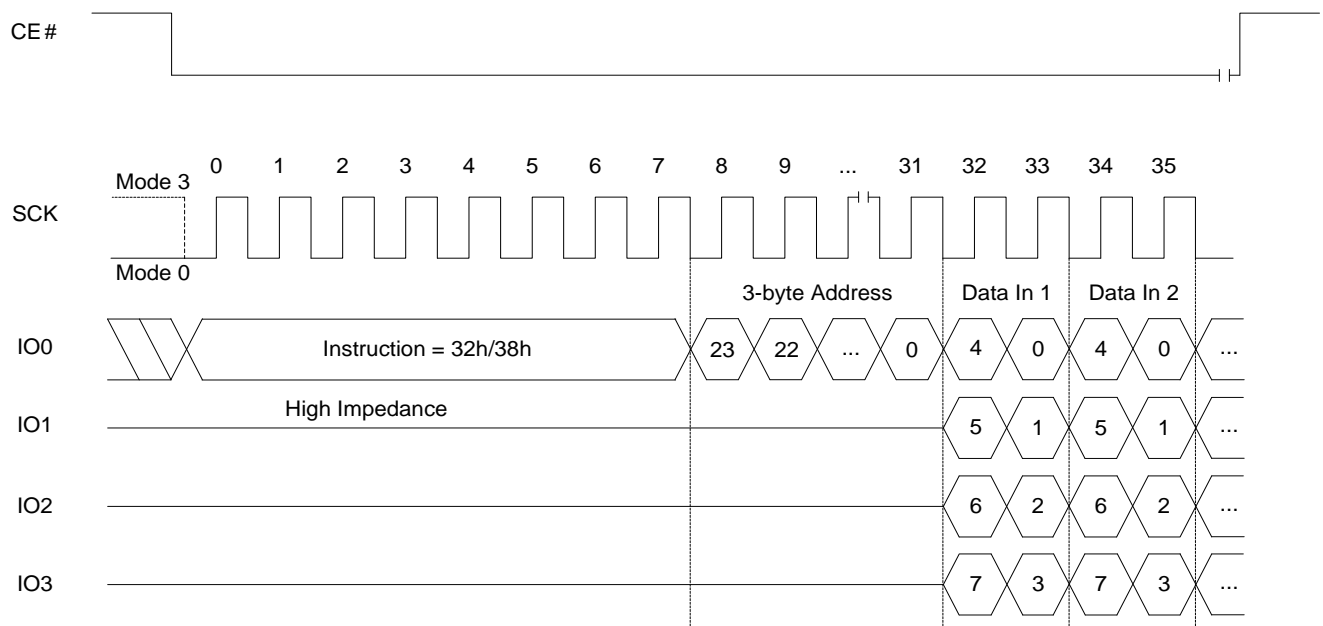 CE#
0 1 2 3 4 5 6 7 8 9 ... 31 32 33 34 35
Mode 3
SCK
Mode 0
3-byte Address Data In 1 Data In 2
IO0 Instruction = 32h/38h 23 22 ... 0 4 0 4 0 ...
High Impedance
IO1 5 1 5 1 ...
IO2 6 2 6 2 ...
IO3 7 3 7 3 ...